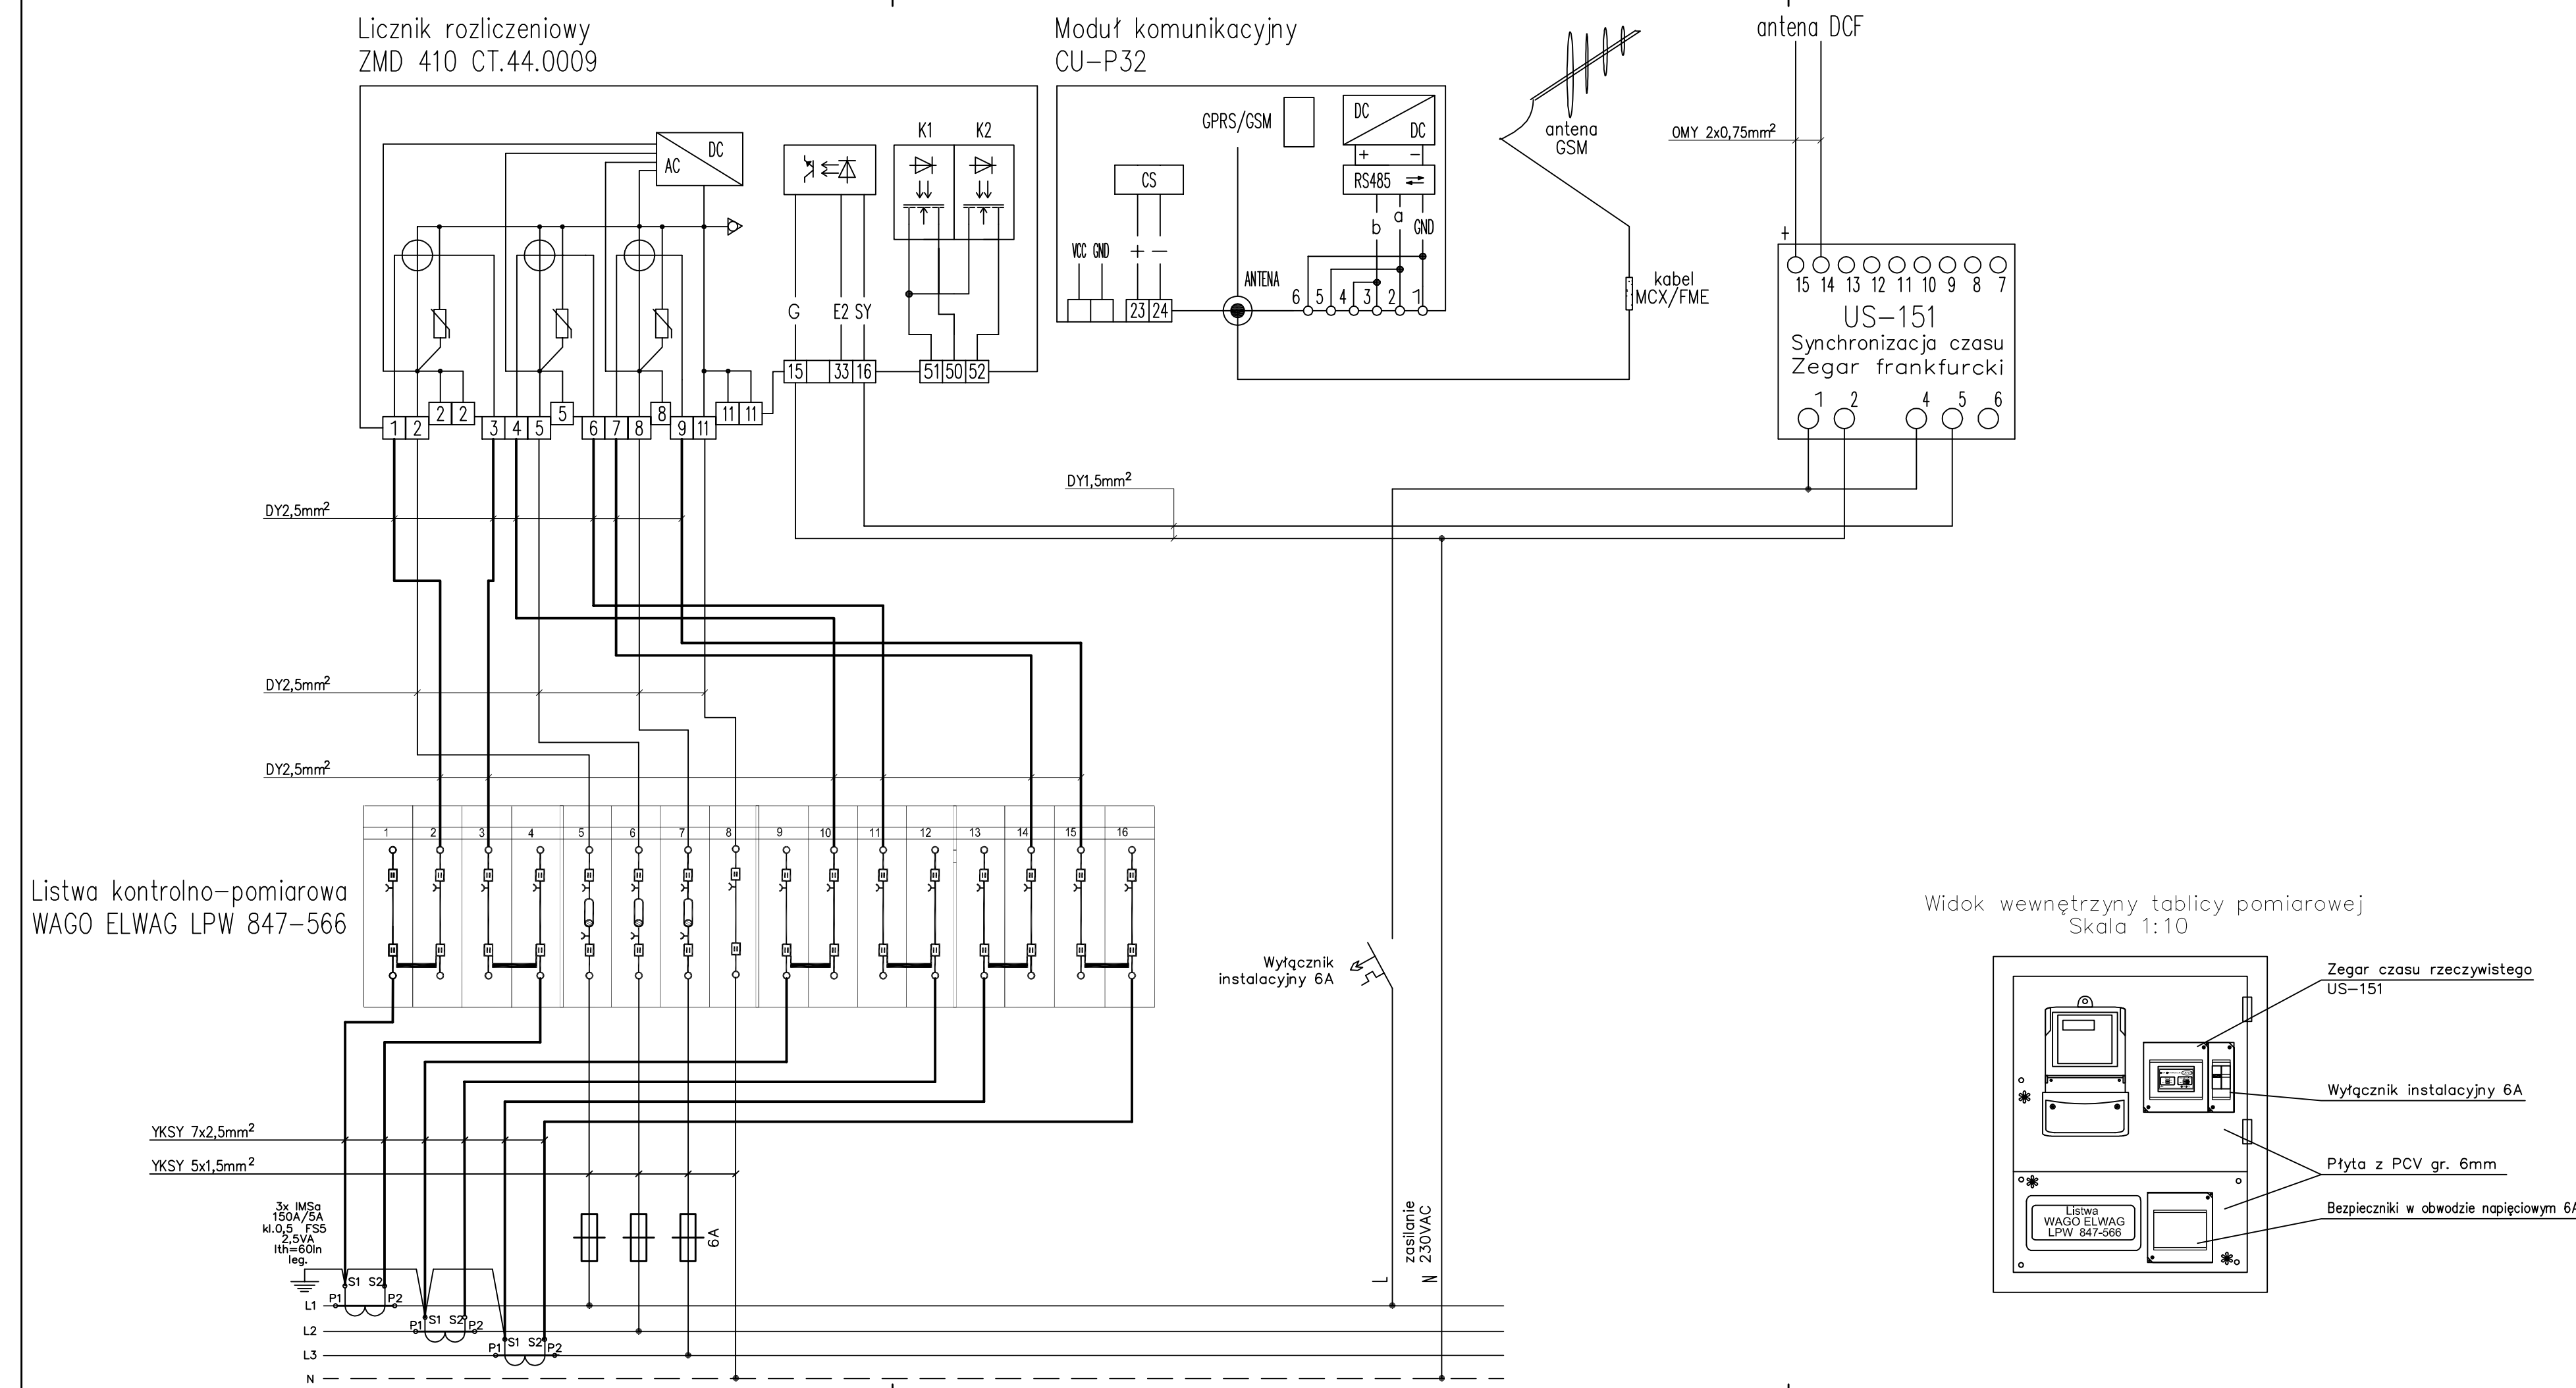 Licznik rozliczeniowy
ZMD 410 CT.44.0009
Moduł komunikacyjny
CU-P32
antena DCF
K1 K2
AC DC
GPRS/GSM
DC
DC
+ −
RS485
CS
b a GND
VCC GND
+ −
ANTENA
23 24
6 5 4 3 2 1
antena
GSM
kabel
MCX/FME
OMY 2x0,75mm²
+
15 14 13 12 11 10 9 8 7
US-151
Synchronizacja czasu
Zegar frankfurcki
1 2 4 5 6
G E2 SY
15 33 16
51 50 52
2 2 5 8 11 11
1 2 3 4 5 6 7 8 9 11
DY1,5mm²
DY2,5mm²
DY2,5mm²
DY2,5mm²
1 2 3 4 5 6 7 8 9 10 11 12 13 14 15 16
Listwa kontrolno-pomiarowa
WAGO ELWAG LPW 847-566
Wyłącznik
instalacyjny 6A
YKSY 7x2,5mm²
YKSY 5x1,5mm²
3x IMSa
150A/5A
kl.0,5 FS5
2,5VA
Ith=60In
leg.
6A
zasilanie
230VAC
L N
S1 S2
P1 P2
L1
S1 S2
P1 P2
L2
S1 S2
P1 P2
L3
N
Widok wewnętrzyny tablicy pomiarowej
Skala 1:10
Zegar czasu rzeczywistego
US-151
Wyłącznik instalacyjny 6A
Płyta z PCV gr. 6mm
Bezpieczniki w obwodzie napięciowym 6A
Listwa
WAGO ELWAG
LPW 847-566